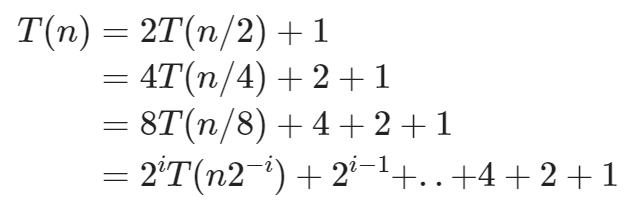 T(n) = 2T(n/2) + 1
= 4T(n/4) + 2 + 1
= 8T(n/8) + 4 + 2 + 1
= 2^i T(n2^{-i}) + 2^{i-1} +..+4 + 2 + 1